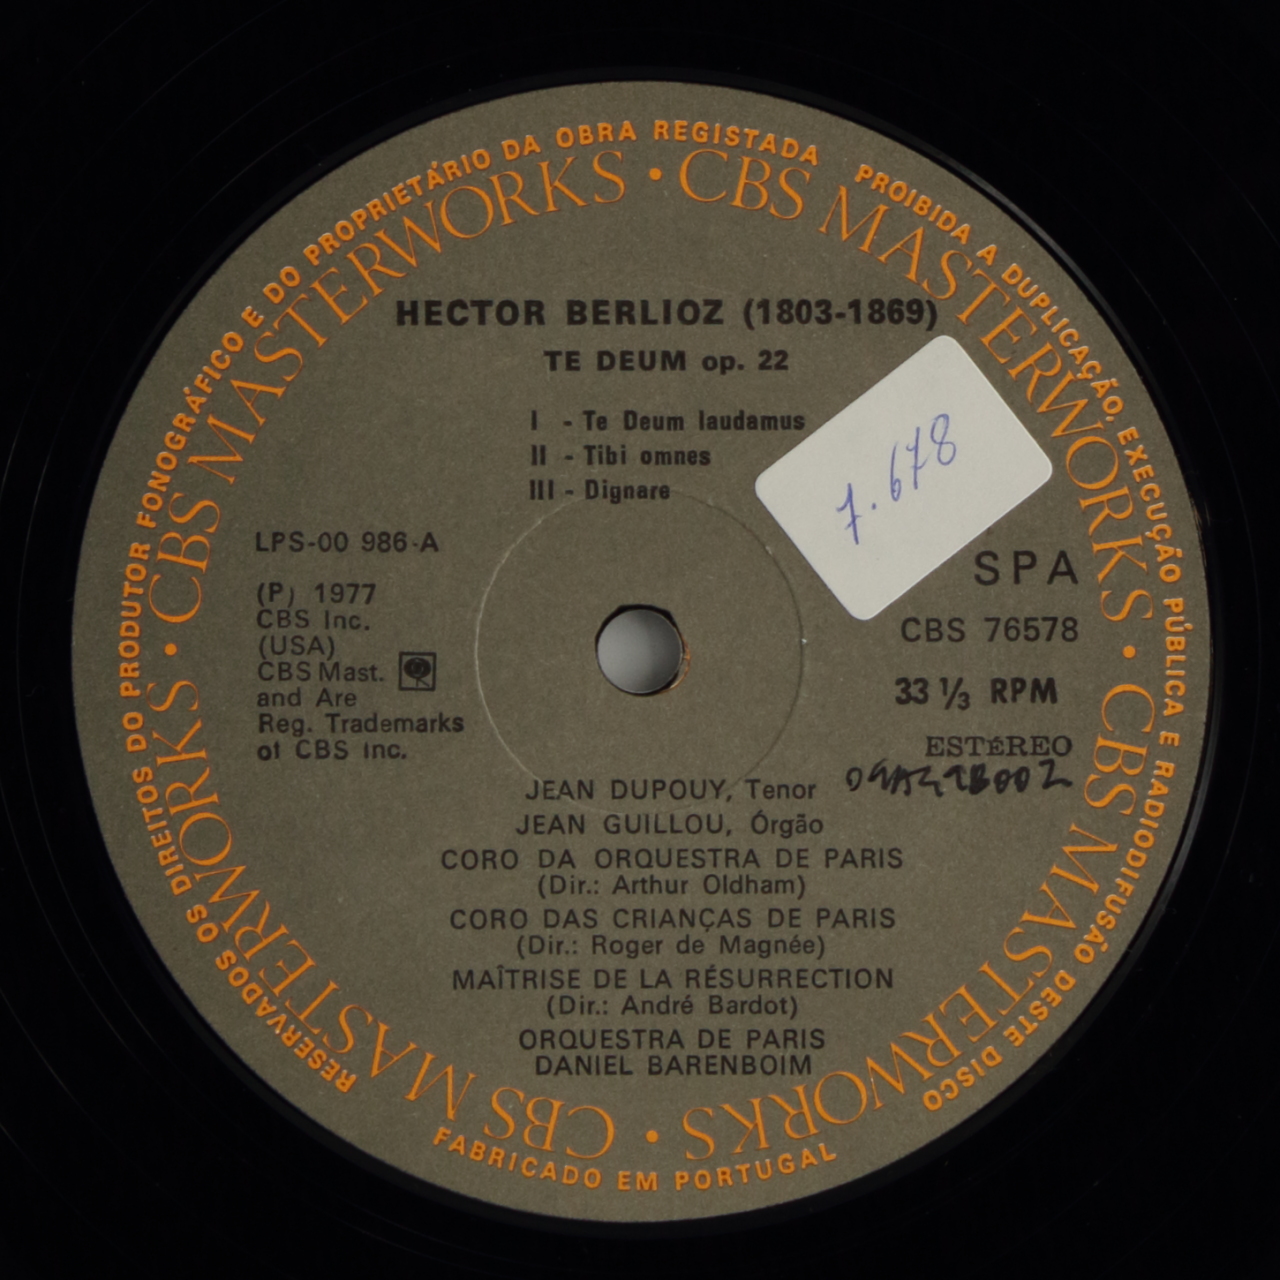 RESERVADOS OS DIREITOS DO PRODUTOR FONOGRÁFICO E DO PROPRIETÁRIO DA OBRA REGISTADA PROIBIDA A DUPLICAÇÃO, EXECUÇÃO PÚBLICA E RADIODIFUSÃO DESTE DISCO
CBS MASTERWORKS · CBS MASTERWORKS · CBS MASTERWORKS · CBS MASTERWORKS ·
HECTOR BERLIOZ (1803-1869)
TE DEUM op. 22
I - Te Deum laudamus
II - Tibi omnes
III - Dignare
7.678
LPS-00 986-A
(P) 1977
CBS Inc.
(USA)
CBS Mast.
and Are
Reg. Trademarks
of CBS Inc.
SPA
CBS 76578
33 1/3 RPM
ESTÉREO
JEAN DUPOUY, Tenor
JEAN GUILLOU, Órgão
CORO DA ORQUESTRA DE PARIS
(Dir.: Arthur Oldham)
CORO DAS CRIANÇAS DE PARIS
(Dir.: Roger de Magnée)
MAÎTRISE DE LA RÉSURRECTION
(Dir.: André Bardot)
ORQUESTRA DE PARIS
DANIEL BARENBOIM
FABRICADO EM PORTUGAL